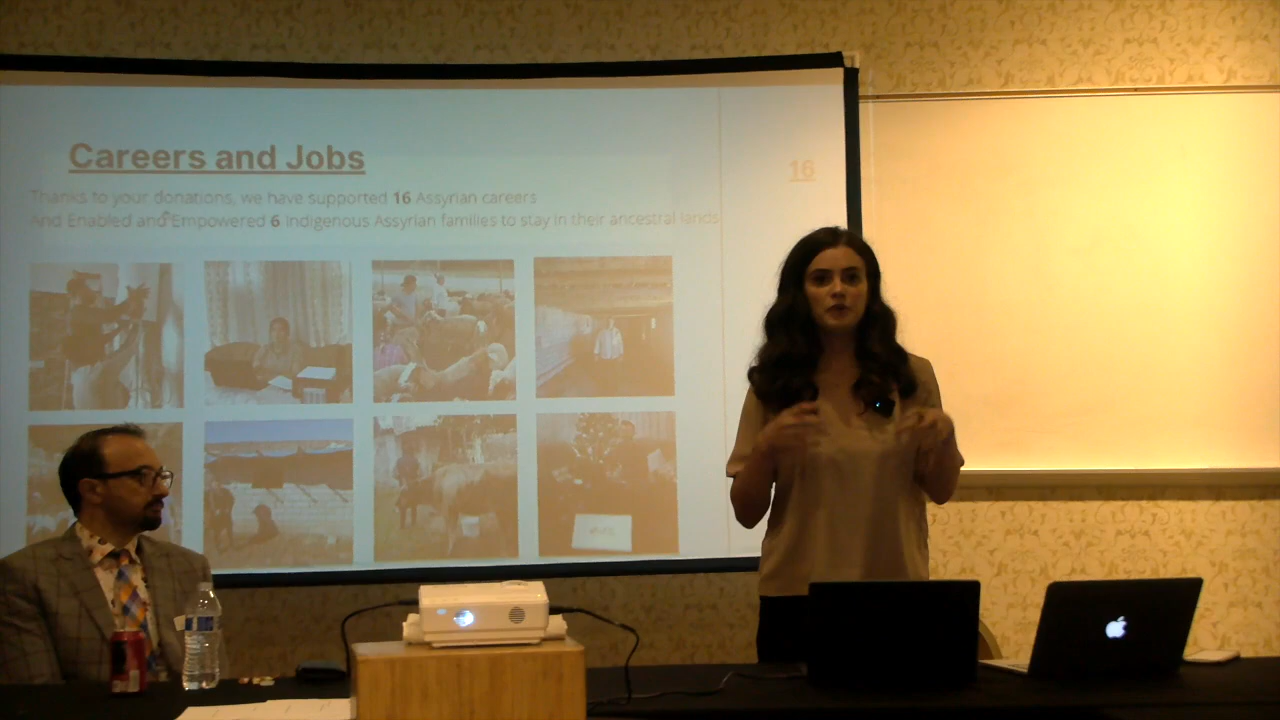 Careers and Jobs
16
Thanks to your donations, we have supported 16 Assyrian careers
And Enabled and Empowered 6 Indigenous Assyrian families to stay in their ancestral lands